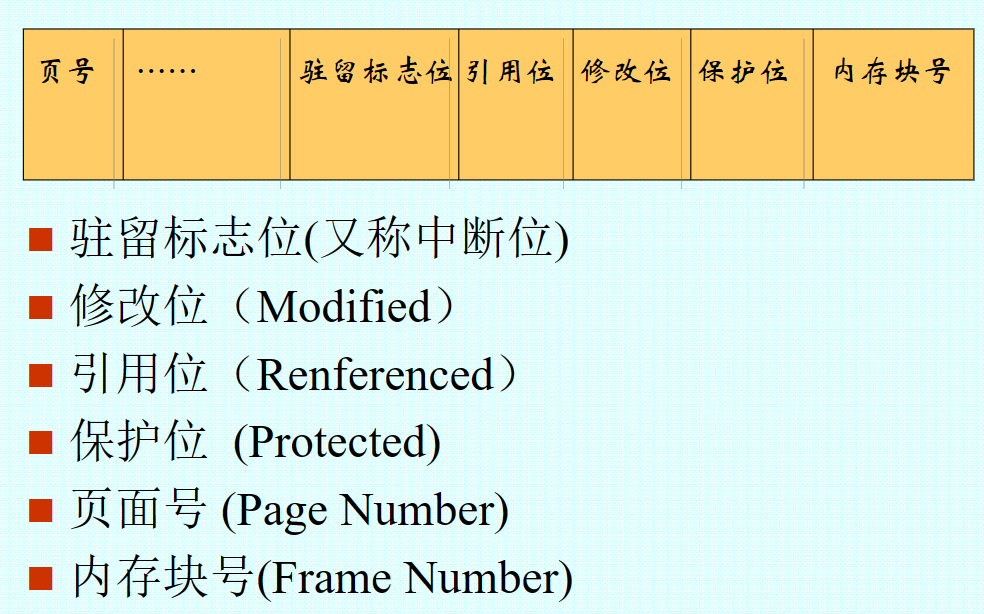 页号 …… 驻留标志位 引用位 修改位 保护位 内存块号
驻留标志位(又称中断位)
修改位（Modified）
引用位（Renferenced）
保护位 (Protected)
页面号 (Page Number)
内存块号(Frame Number)